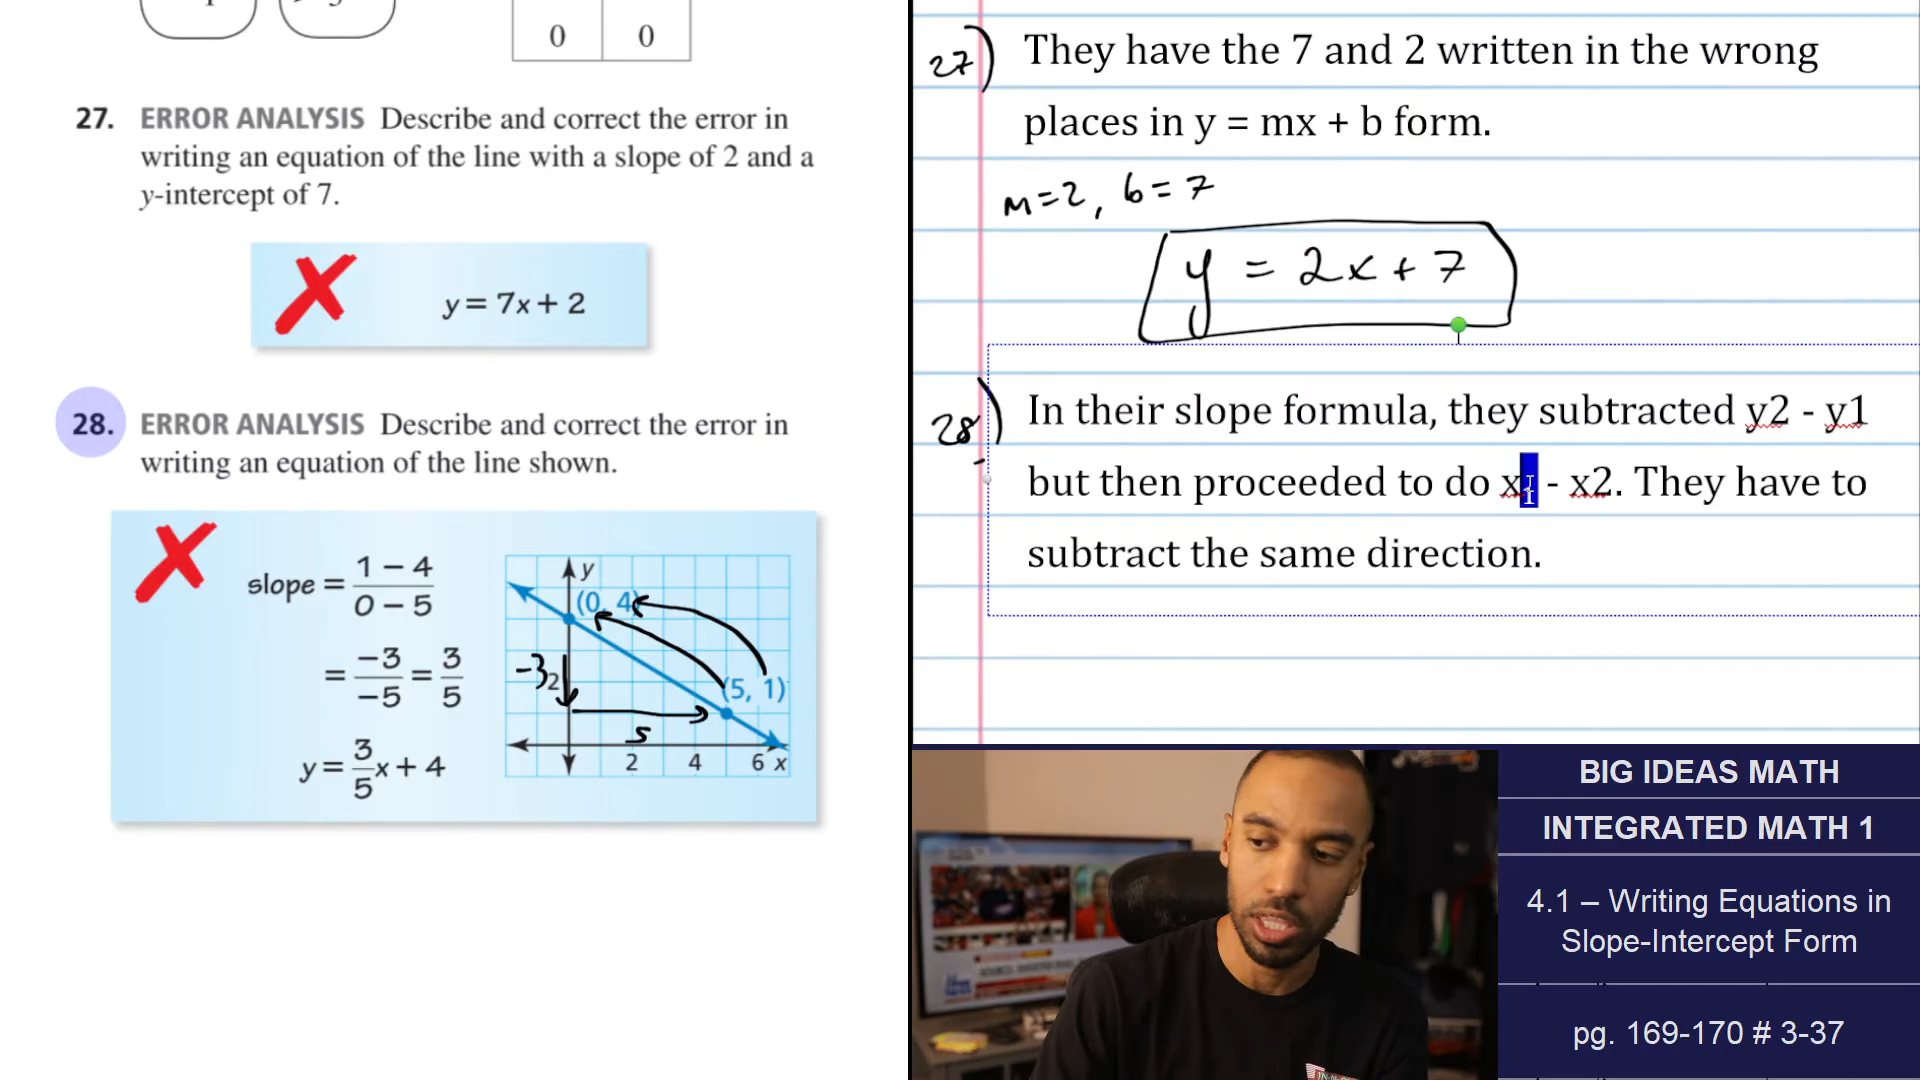 0 0
27. ERROR ANALYSIS Describe and correct the error in
writing an equation of the line with a slope of 2 and a
y-intercept of 7.
y = 7x + 2
28. ERROR ANALYSIS Describe and correct the error in
writing an equation of the line shown.
slope = 1 − 4 / 0 − 5
= −3/−5 = 3/5
y = 3/5 x + 4
y
(0, 4)
-3
2
(5, 1)
5
2 4 6 x
27) They have the 7 and 2 written in the wrong
places in y = mx + b form.
m=2, b=7
y = 2x + 7
28) In their slope formula, they subtracted y2 - y1
but then proceeded to do x1 - x2. They have to
subtract the same direction.
BIG IDEAS MATH
INTEGRATED MATH 1
4.1 – Writing Equations in
Slope-Intercept Form
pg. 169-170 # 3-37